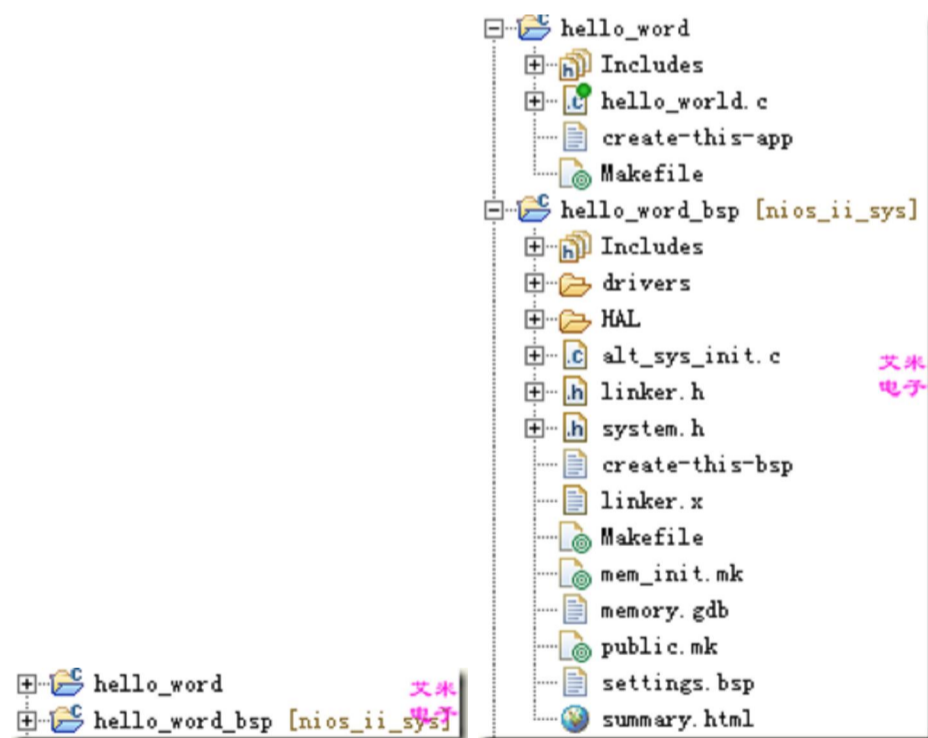 hello_word
hello_word_bsp [nios_ii_sys]
艾米
电子
hello_word
Includes
hello_world.c
create-this-app
Makefile
hello_word_bsp [nios_ii_sys]
Includes
drivers
HAL
alt_sys_init.c
linker.h
system.h
create-this-bsp
linker.x
Makefile
mem_init.mk
memory.gdb
public.mk
settings.bsp
summary.html
艾米
电子